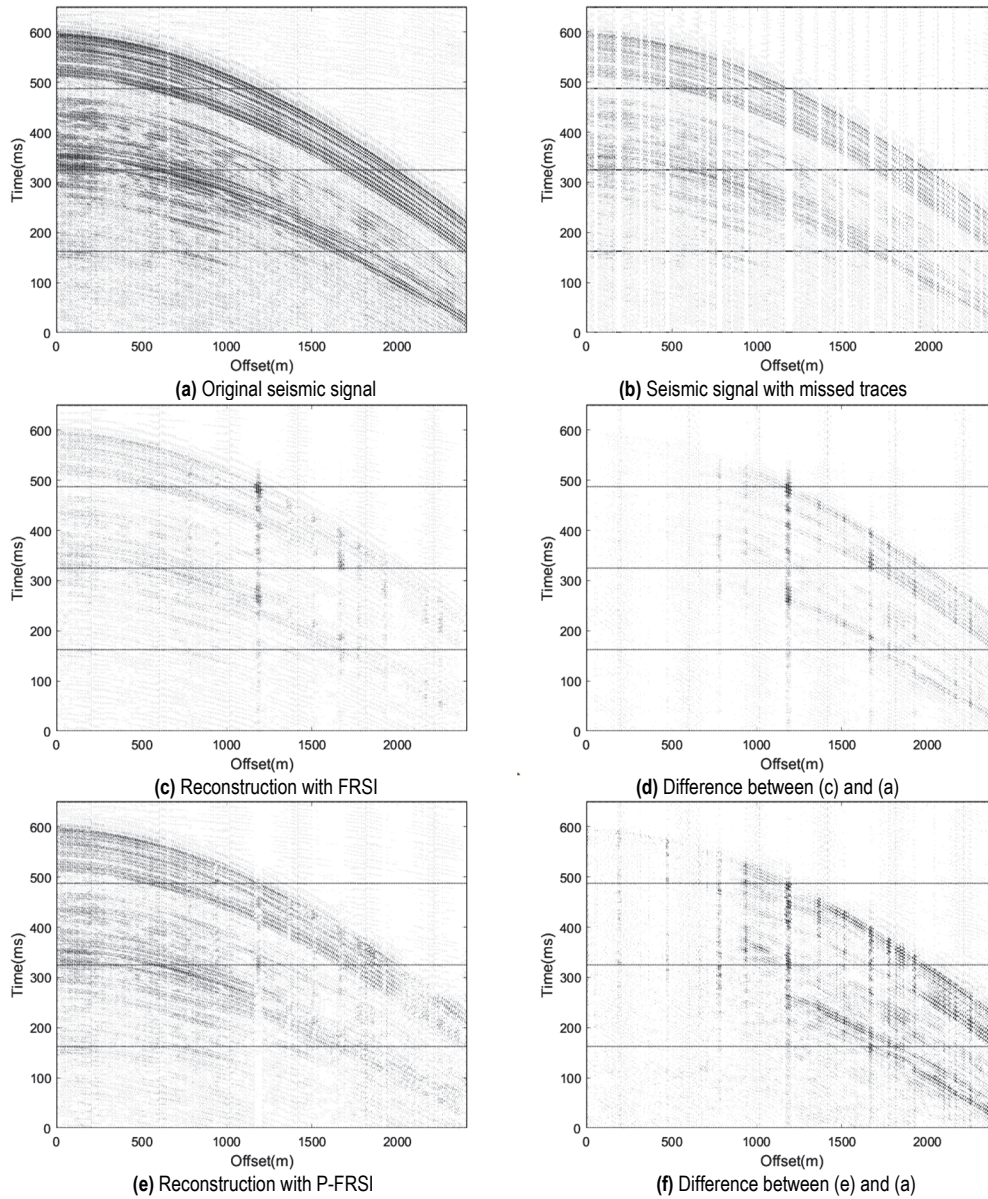 600
500
400
300
200
100
0
Time(ms)
0 500 1000 1500 2000
Offset(m)
(a) Original seismic signal
600
500
400
300
200
100
0
Time(ms)
0 500 1000 1500 2000
Offset(m)
(b) Seismic signal with missed traces
600
500
400
300
200
100
0
Time(ms)
0 500 1000 1500 2000
Offset(m)
(c) Reconstruction with FRSI
600
500
400
300
200
100
0
Time(ms)
0 500 1000 1500 2000
Offset(m)
(d) Difference between (c) and (a)
600
500
400
300
200
100
0
Time(ms)
0 500 1000 1500 2000
Offset(m)
(e) Reconstruction with P-FRSI
600
500
400
300
200
100
0
Time(ms)
0 500 1000 1500 2000
Offset(m)
(f) Difference between (e) and (a)